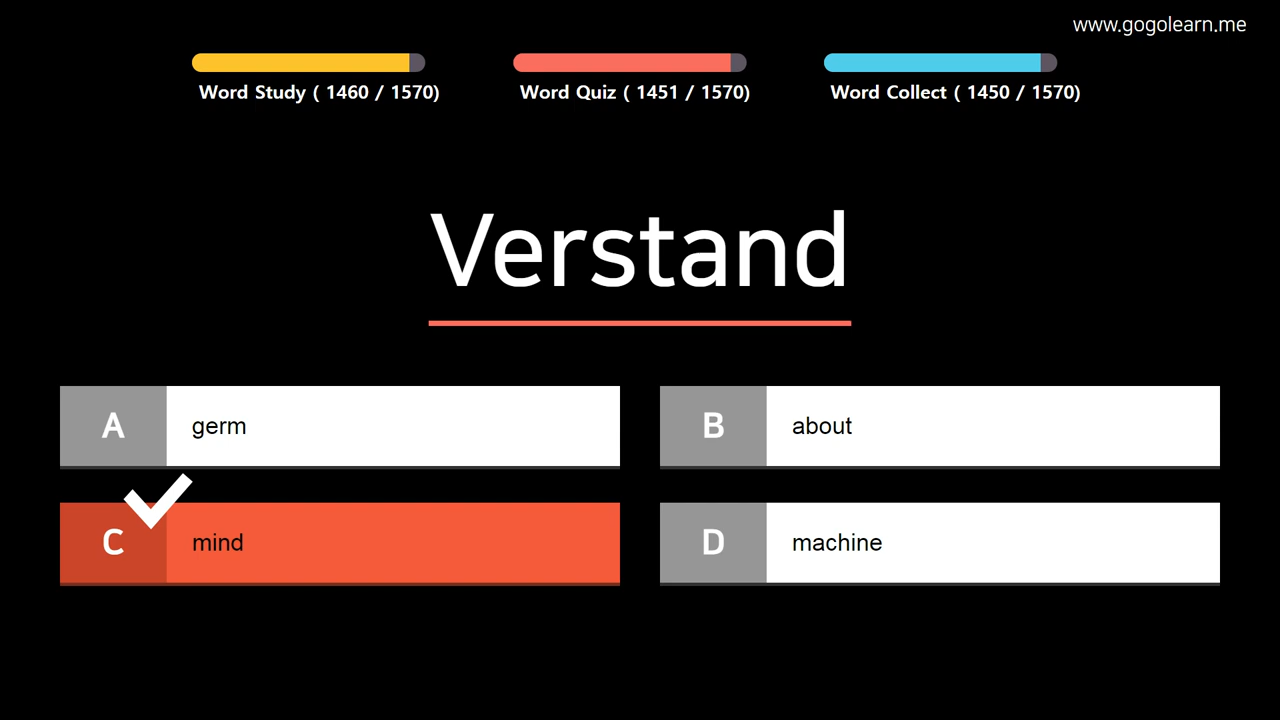 www.gogolearn.me
Word Study ( 1460 / 1570)
Word Quiz ( 1451 / 1570)
Word Collect ( 1450 / 1570)
Verstand
A germ
B about
C mind
D machine